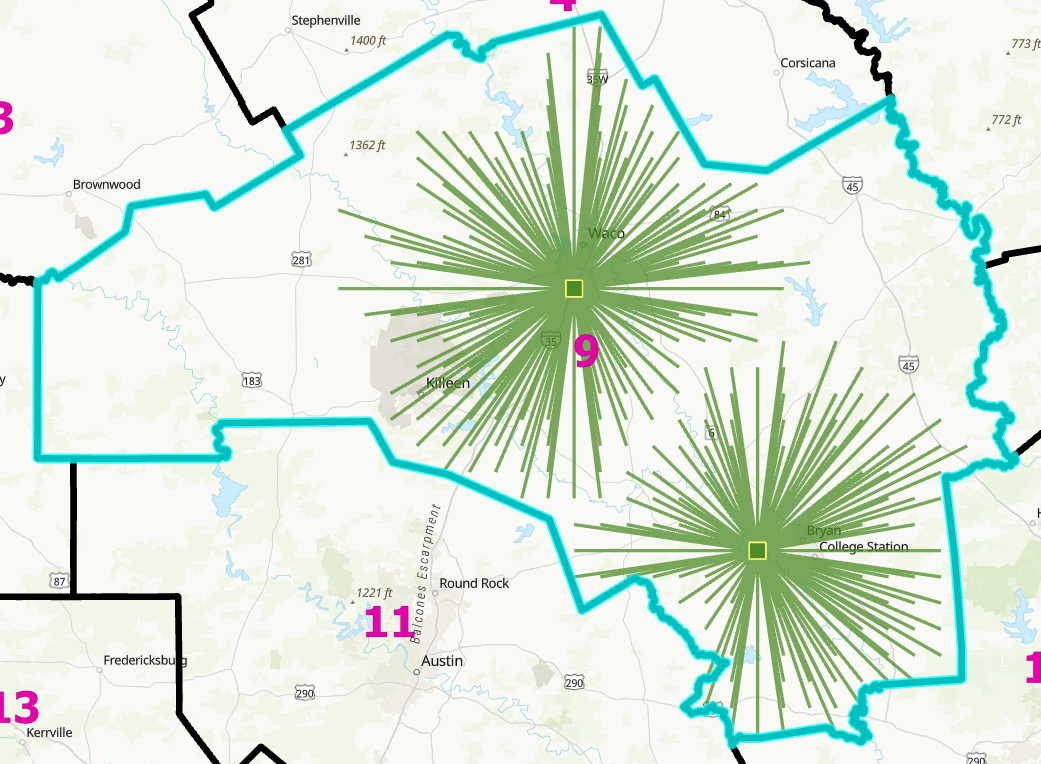 4
Stephenville
1400 ft
35W
Corsicana
773 ft
3
772 ft
1362 ft
Brownwood
45
84
Waco
281
35
9
45
183
Killeen
6
Bryan
College Station
Balcones Escarpment
87
Round Rock
1221 ft
11
Fredericksburg
Austin
290
290
13
Kerrville
290